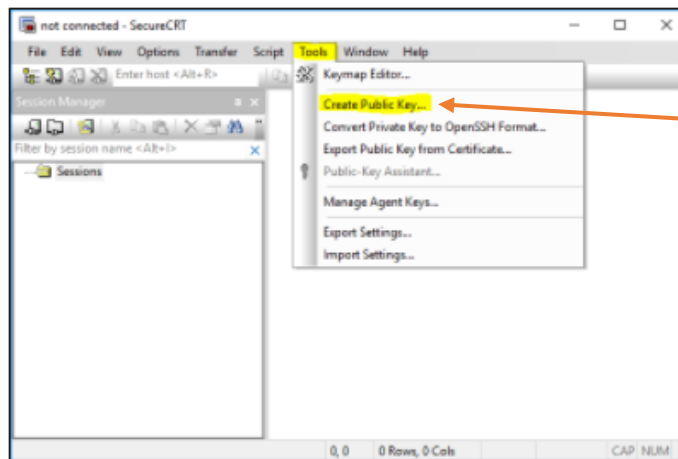 not connected - SecureCRT
File Edit View Options Transfer Script Tools Window Help
Enter host <Alt+R>
Keymap Editor...
Session Manager
Create Public Key...
Convert Private Key to OpenSSH Format...
Filter by session name <Alt+I>
Export Public Key from Certificate...
Sessions
Public-Key Assistant...
Manage Agent Keys...
Export Settings...
Import Settings...
0, 0 0 Rows, 0 Cols CAP NUM